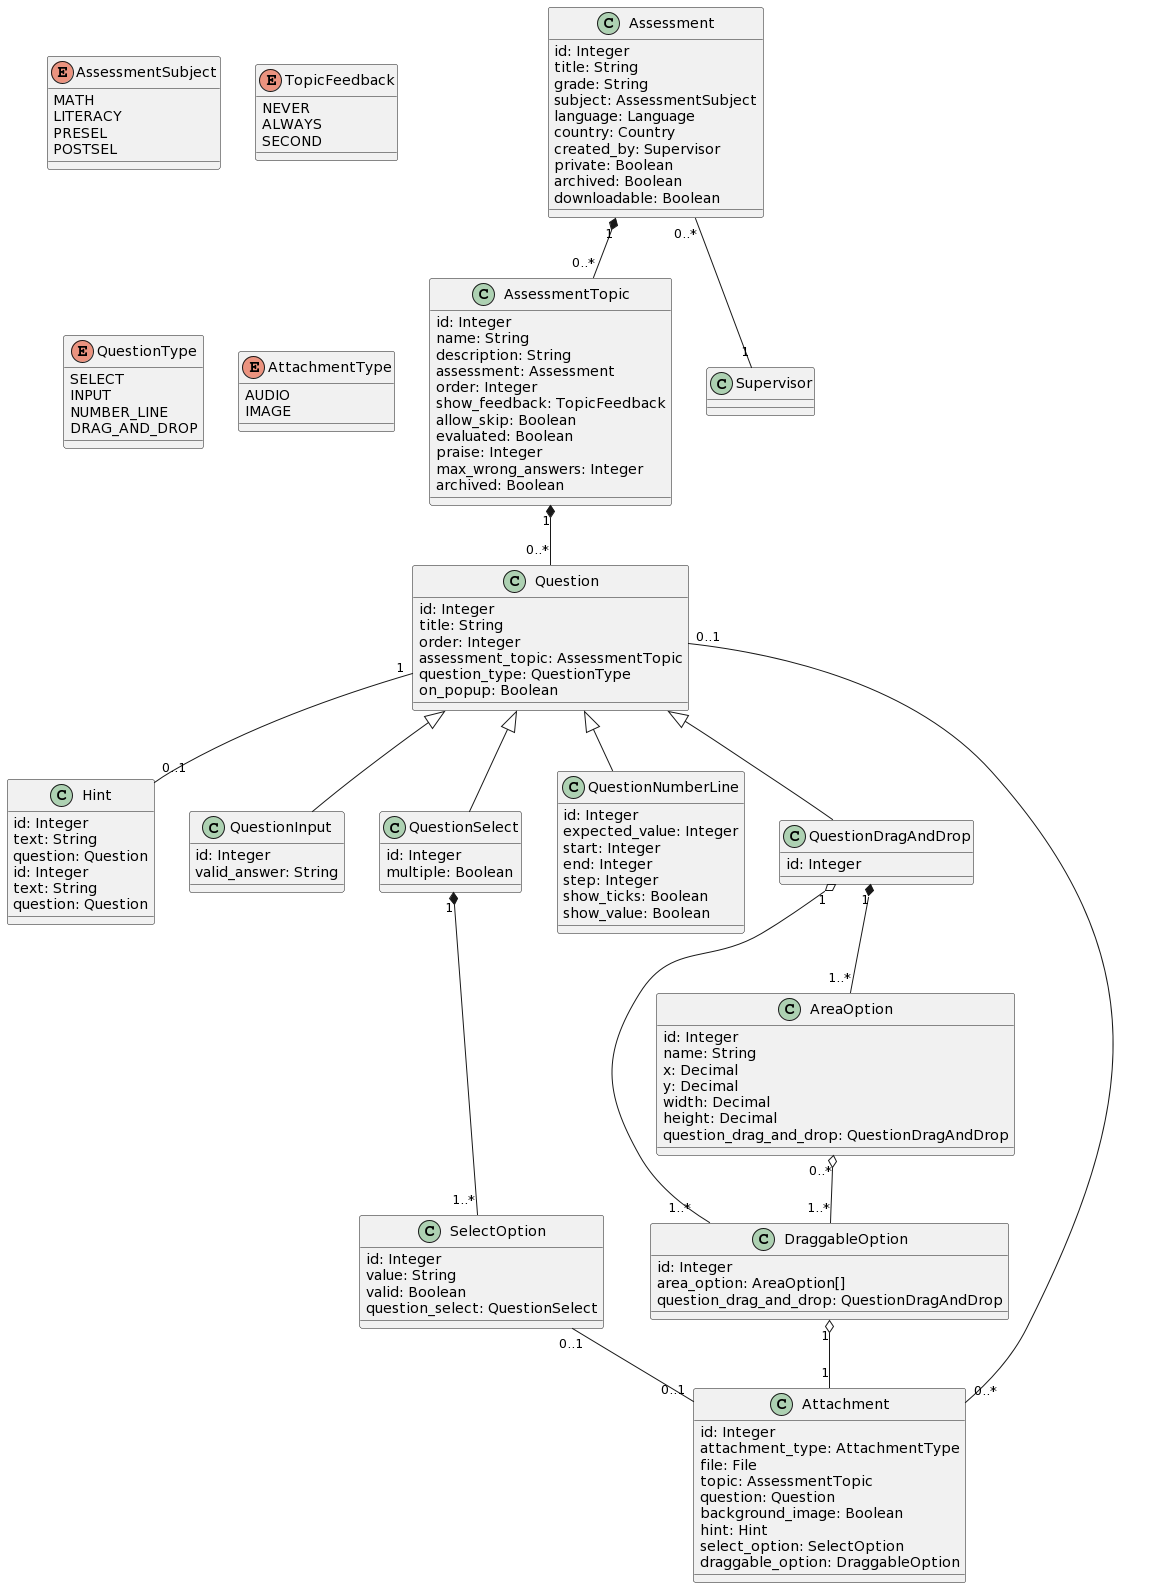 C Assessment
id: Integer
title: String
grade: String
subject: AssessmentSubject
language: Language
country: Country
created_by: Supervisor
private: Boolean
archived: Boolean
downloadable: Boolean
E AssessmentSubject
MATH
LITERACY
PRESEL
POSTSEL
E TopicFeedback
NEVER
ALWAYS
SECOND
1
0..*
0..*
1
C AssessmentTopic
id: Integer
name: String
description: String
assessment: Assessment
order: Integer
show_feedback: TopicFeedback
allow_skip: Boolean
evaluated: Boolean
praise: Integer
max_wrong_answers: Integer
archived: Boolean
E QuestionType
SELECT
INPUT
NUMBER_LINE
DRAG_AND_DROP
E AttachmentType
AUDIO
IMAGE
C Supervisor
1
0..*
C Question
id: Integer
title: String
order: Integer
assessment_topic: AssessmentTopic
question_type: QuestionType
on_popup: Boolean
0..1
1
0..1
C Hint
id: Integer
text: String
question: Question
id: Integer
text: String
question: Question
C QuestionInput
id: Integer
valid_answer: String
C QuestionSelect
id: Integer
multiple: Boolean
C QuestionNumberLine
id: Integer
expected_value: Integer
start: Integer
end: Integer
step: Integer
show_ticks: Boolean
show_value: Boolean
C QuestionDragAndDrop
id: Integer
1
1
1
1..*
C AreaOption
id: Integer
name: String
x: Decimal
y: Decimal
width: Decimal
height: Decimal
question_drag_and_drop: QuestionDragAndDrop
0..*
1..*
1..*
1..*
C SelectOption
id: Integer
value: String
valid: Boolean
question_select: QuestionSelect
C DraggableOption
id: Integer
area_option: AreaOption[]
question_drag_and_drop: QuestionDragAndDrop
0..1
1
1
0..1
0..*
C Attachment
id: Integer
attachment_type: AttachmentType
file: File
topic: AssessmentTopic
question: Question
background_image: Boolean
hint: Hint
select_option: SelectOption
draggable_option: DraggableOption